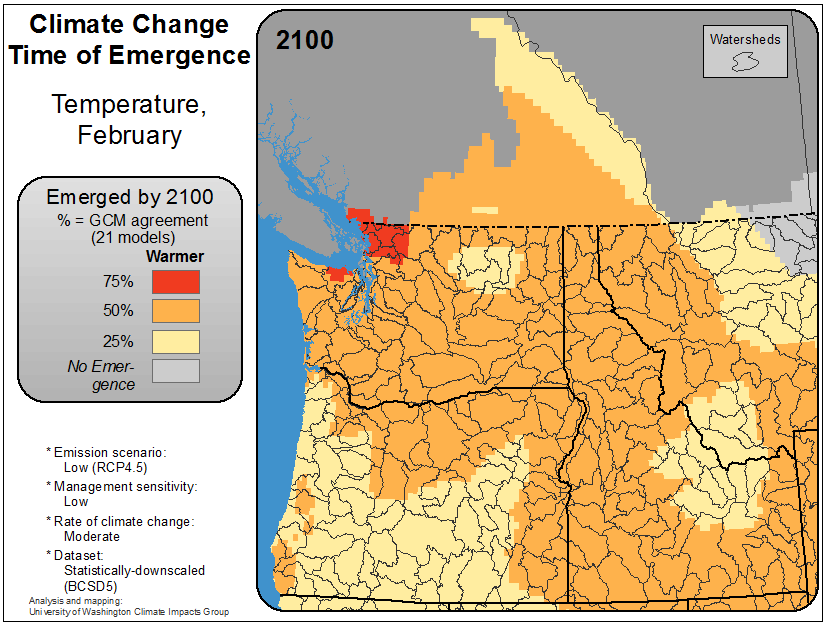 Climate Change
Time of Emergence
Temperature,
February
Emerged by 2100
% = GCM agreement
(21 models)
Warmer
75%
50%
25%
No Emer-
gence
* Emission scenario:
Low (RCP4.5)
* Management sensitivity:
Low
* Rate of climate change:
Moderate
* Dataset:
Statistically-downscaled
(BCSD5)
Analysis and mapping:
University of Washington Climate Impacts Group
2100
Watersheds